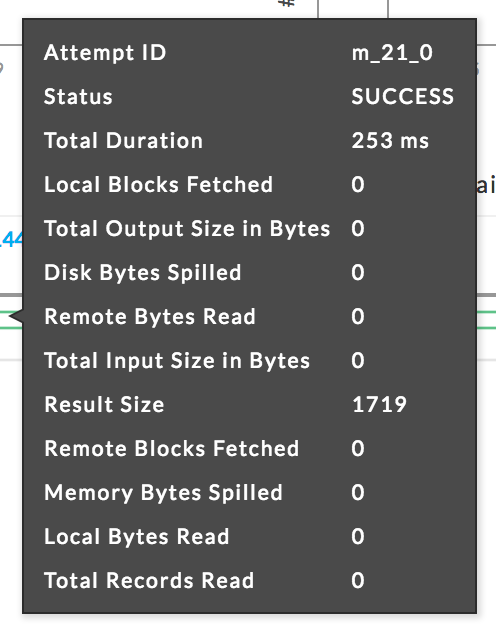 #
Attempt ID m_21_0
Status SUCCESS
Total Duration 253 ms
Local Blocks Fetched 0
ai
Total Output Size in Bytes 0
44
Disk Bytes Spilled 0
Remote Bytes Read 0
Total Input Size in Bytes 0
Result Size 1719
Remote Blocks Fetched 0
Memory Bytes Spilled 0
Local Bytes Read 0
Total Records Read 0